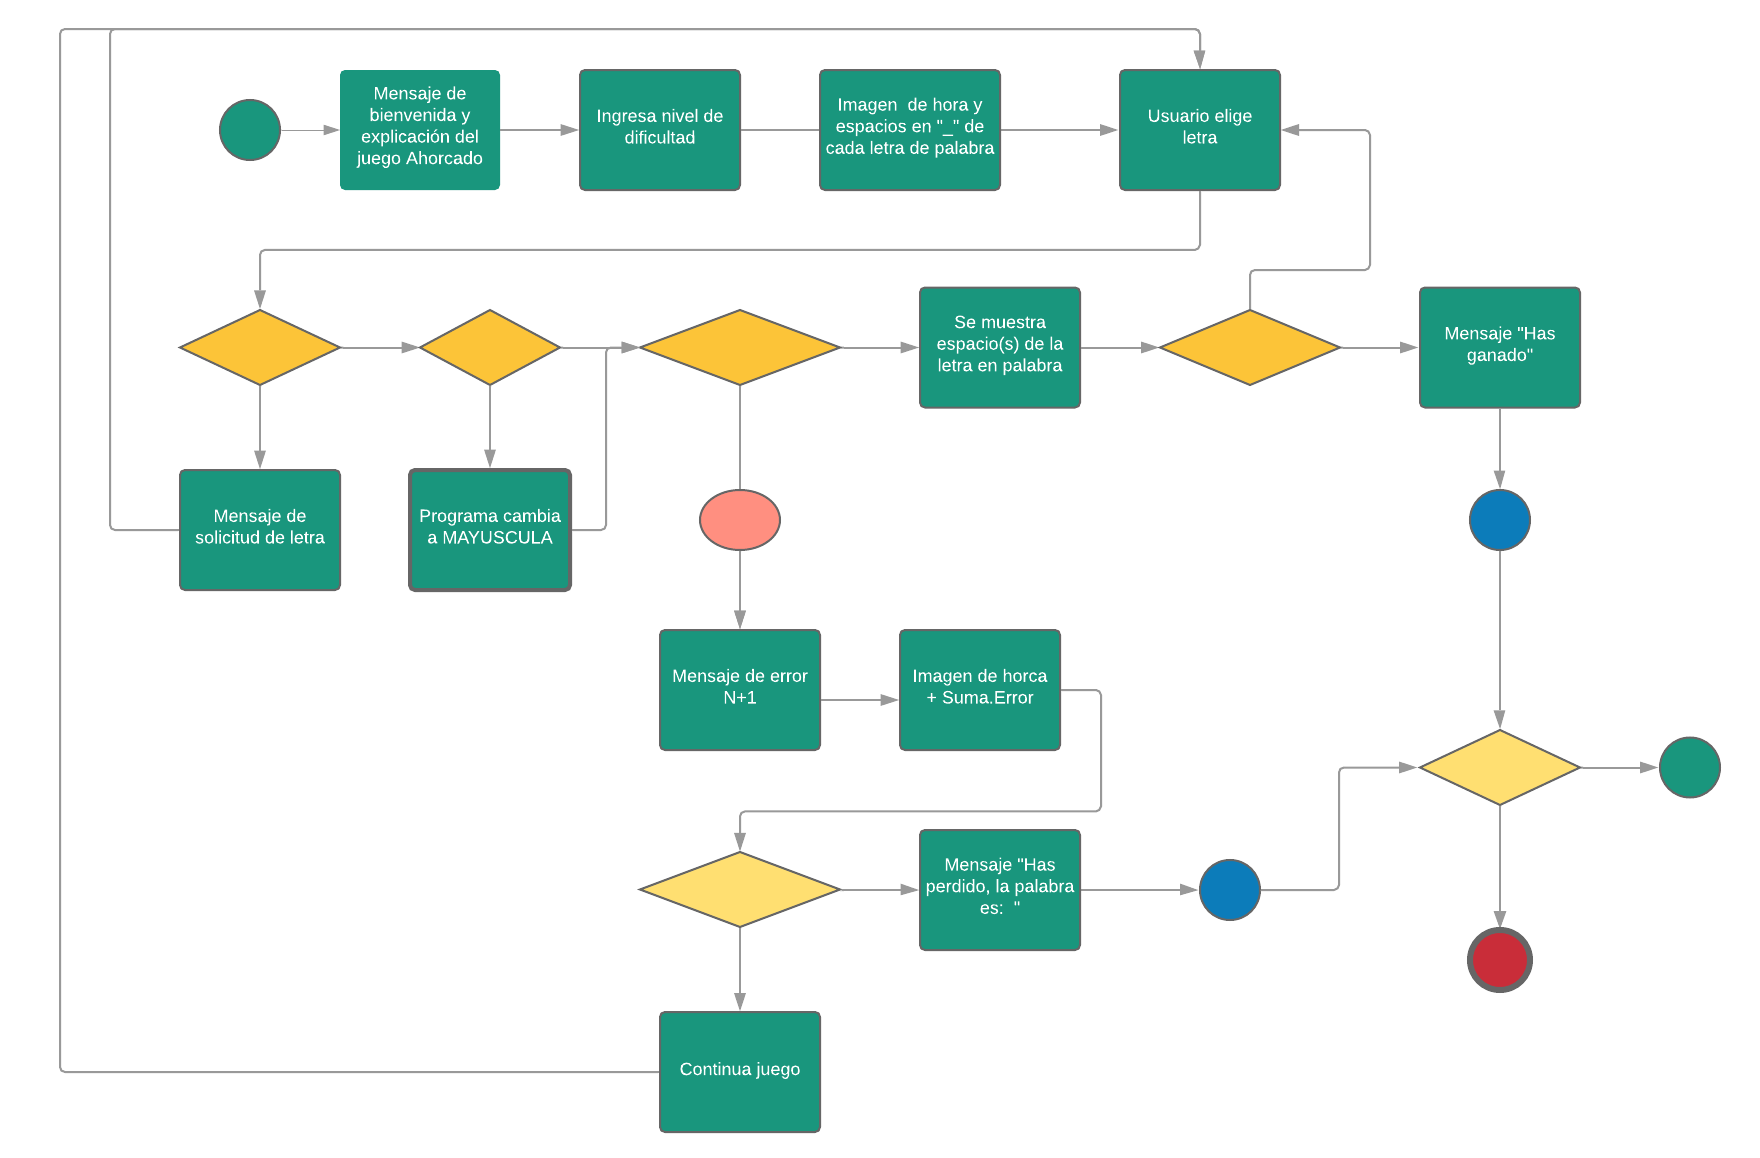 Mensaje de
bienvenida y
explicación del
juego Ahorcado
Ingresa nivel de
dificultad
Imagen  de hora y
espacios en "_" de
cada letra de palabra
Usuario elige
letra
Se muestra
espacio(s) de la
letra en palabra
Mensaje "Has
ganado"
Mensaje de
solicitud de letra
Programa cambia
a MAYUSCULA
Mensaje de error
N+1
Imagen de horca
+ Suma.Error
Mensaje "Has
perdido, la palabra
es:  "
Continua juego